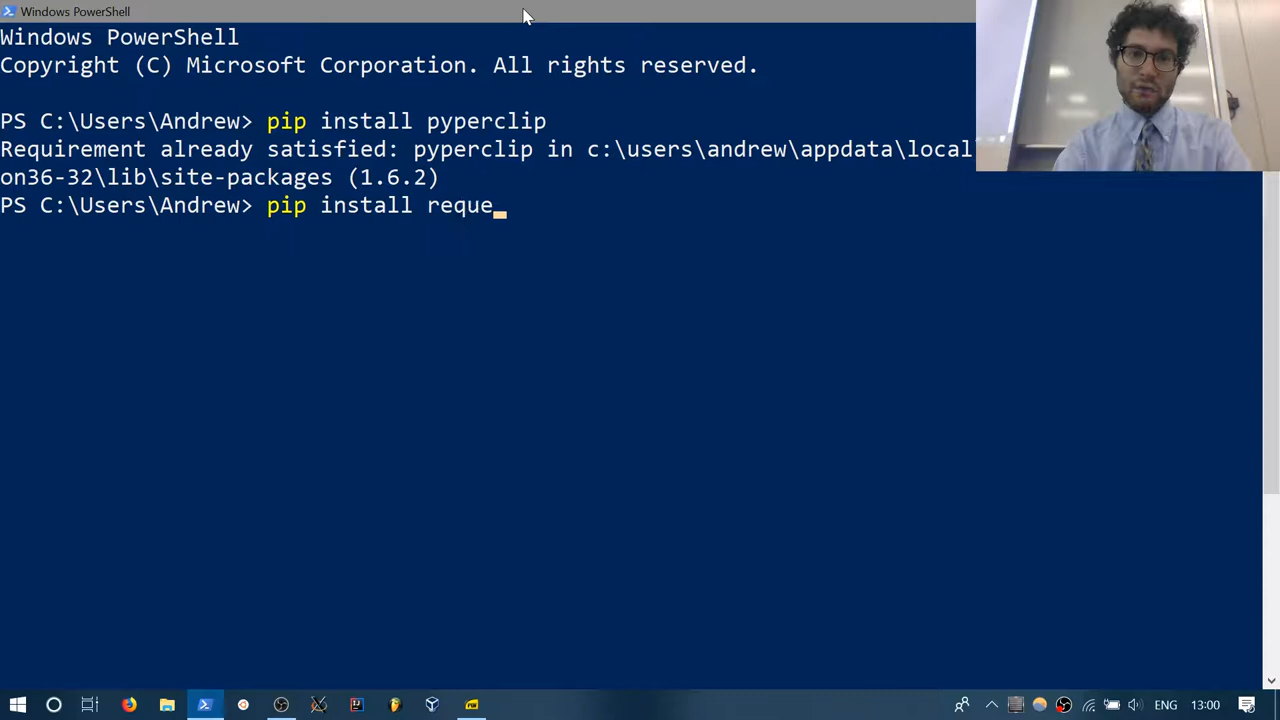 Windows PowerShell
Windows PowerShell
Copyright (C) Microsoft Corporation. All rights reserved.
PS C:\Users\Andrew> pip install pyperclip
Requirement already satisfied: pyperclip in c:\users\andrew\appdata\local
on36-32\lib\site-packages (1.6.2)
PS C:\Users\Andrew> pip install reque_
ENG 13:00